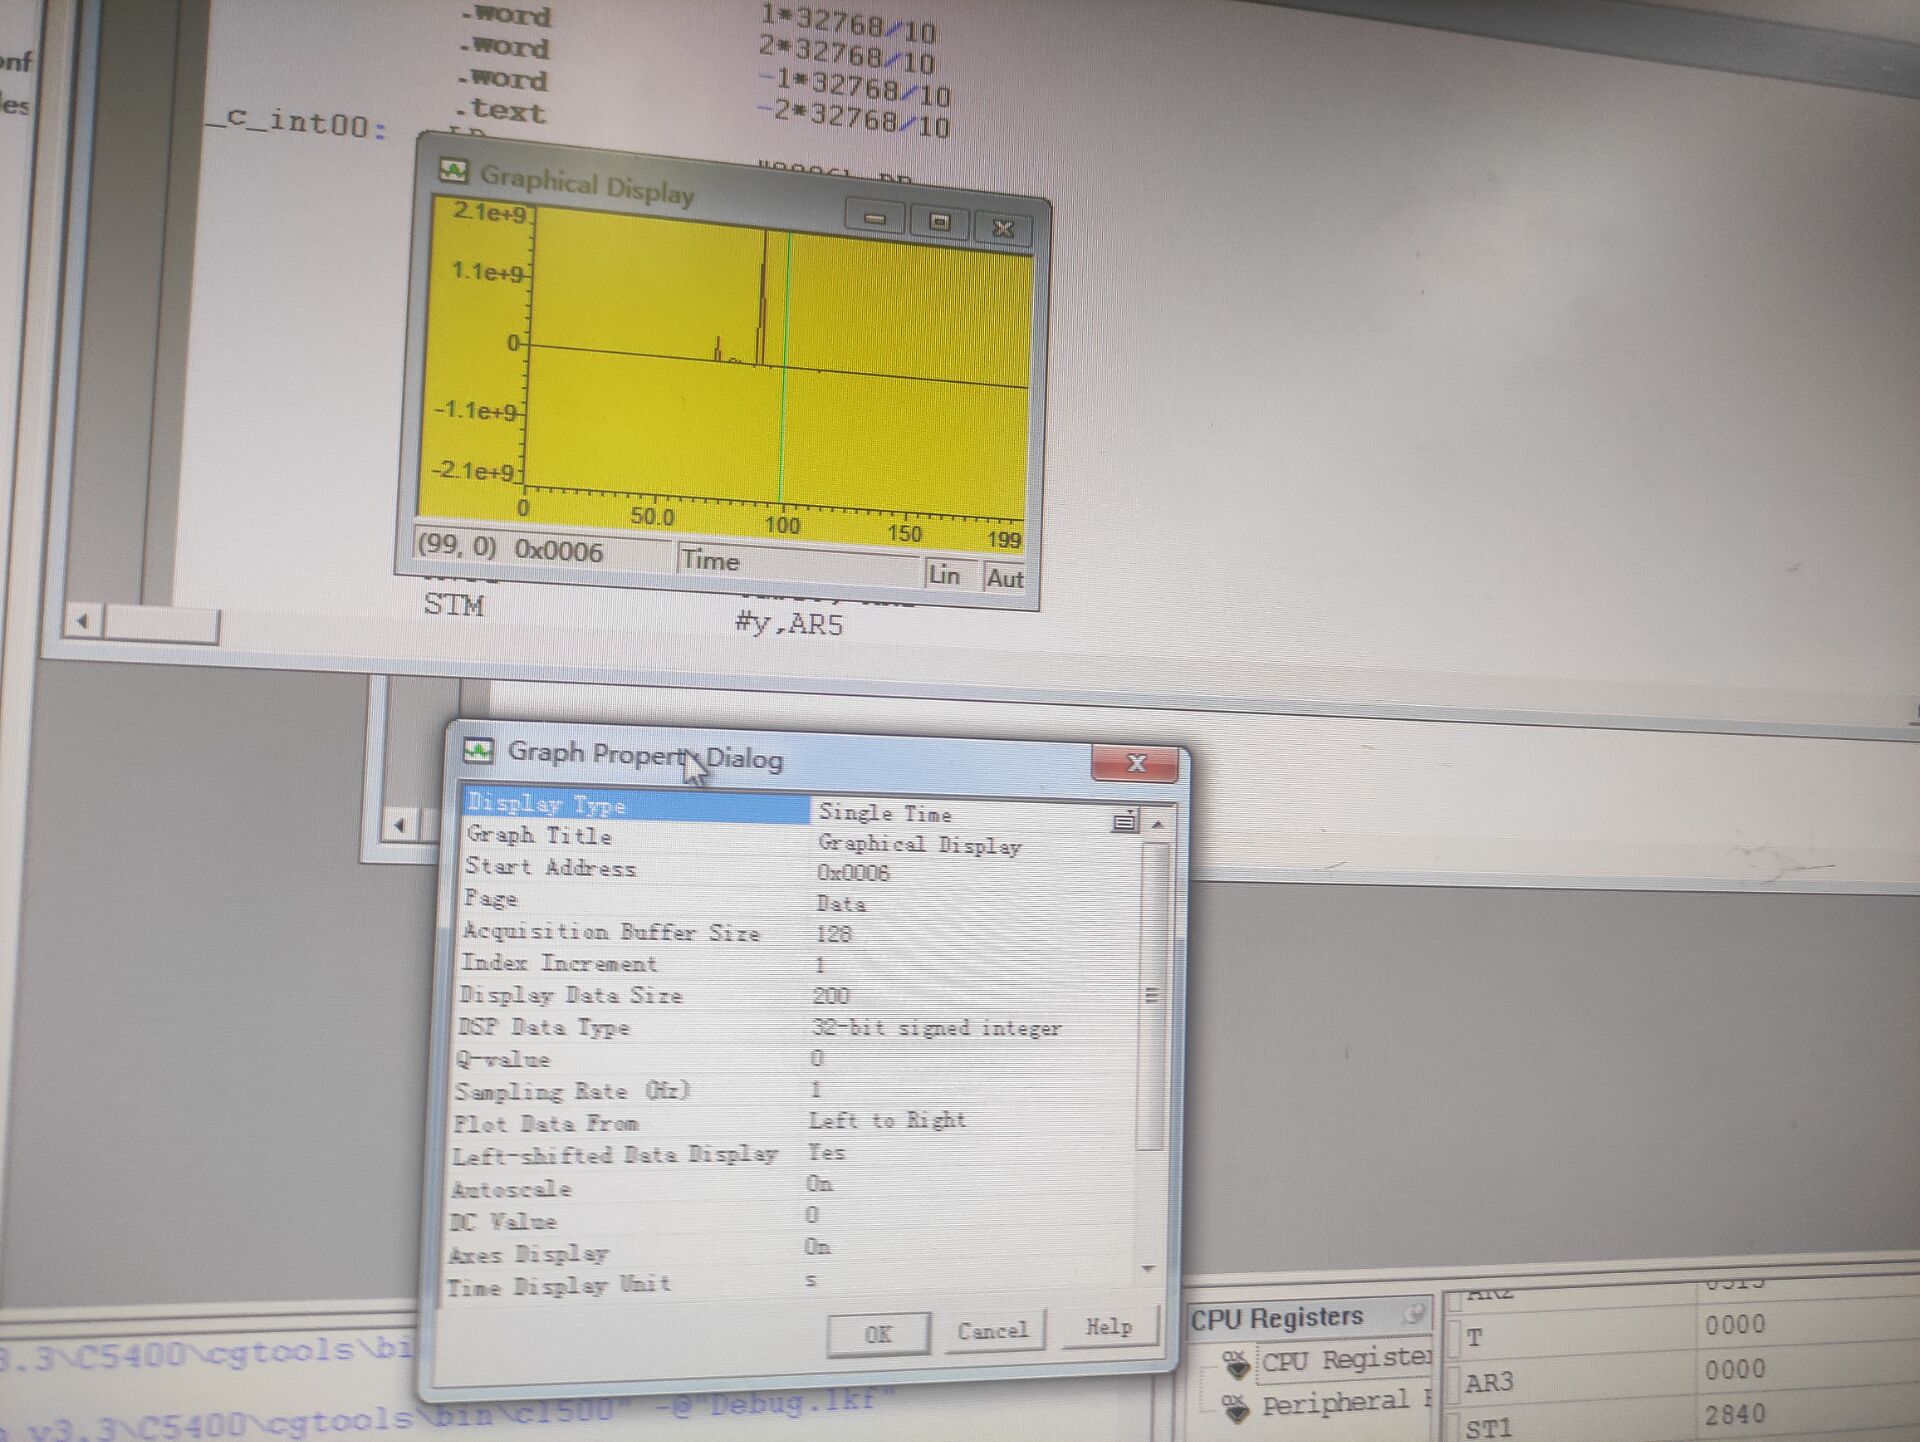 .word 1*32768/10
.word 2*32768/10
.word -1*32768/10
.text -2*32768/10
onf
les
_c_int00:
Graphical Display
2.1e+9
1.1e+9
0
-1.1e+9
-2.1e+9
0 50.0 100 150 199
(99, 0) 0x0006 Time Lin Aut
STM #y,AR5
Graph Property Dialog
Display Type Single Time
Graph Title Graphical Display
Start Address 0x0006
Page Data
Acquisition Buffer Size 128
Index Increment 1
Display Data Size 200
DSP Data Type 32-bit signed integer
Q-value 0
Sampling Rate (Hz) 1
Plot Data From Left to Right
Left-shifted Data Display Yes
Autoscale On
DC Value 0
Axes Display On
Time Display Unit s
OK Cancel Help
3.3\C5400\cgtools\bi
v3.3\C5400\cgtools\bin\cl500" -@"Debug.lkf"
CPU Registers
CPU Register
Peripheral
T 0000
AR3 0000
ST1 2840